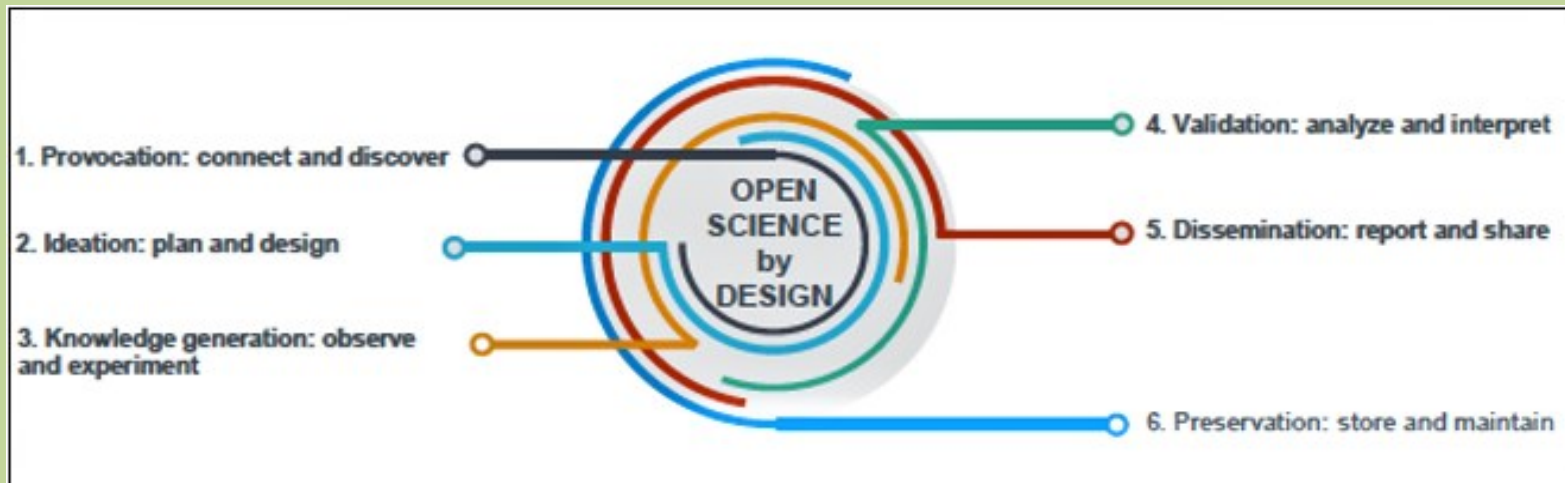 1. Provocation: connect and discover
2. Ideation: plan and design
3. Knowledge generation: observe
and experiment
OPEN
SCIENCE
by
DESIGN
4. Validation: analyze and interpret
5. Dissemination: report and share
6. Preservation: store and maintain